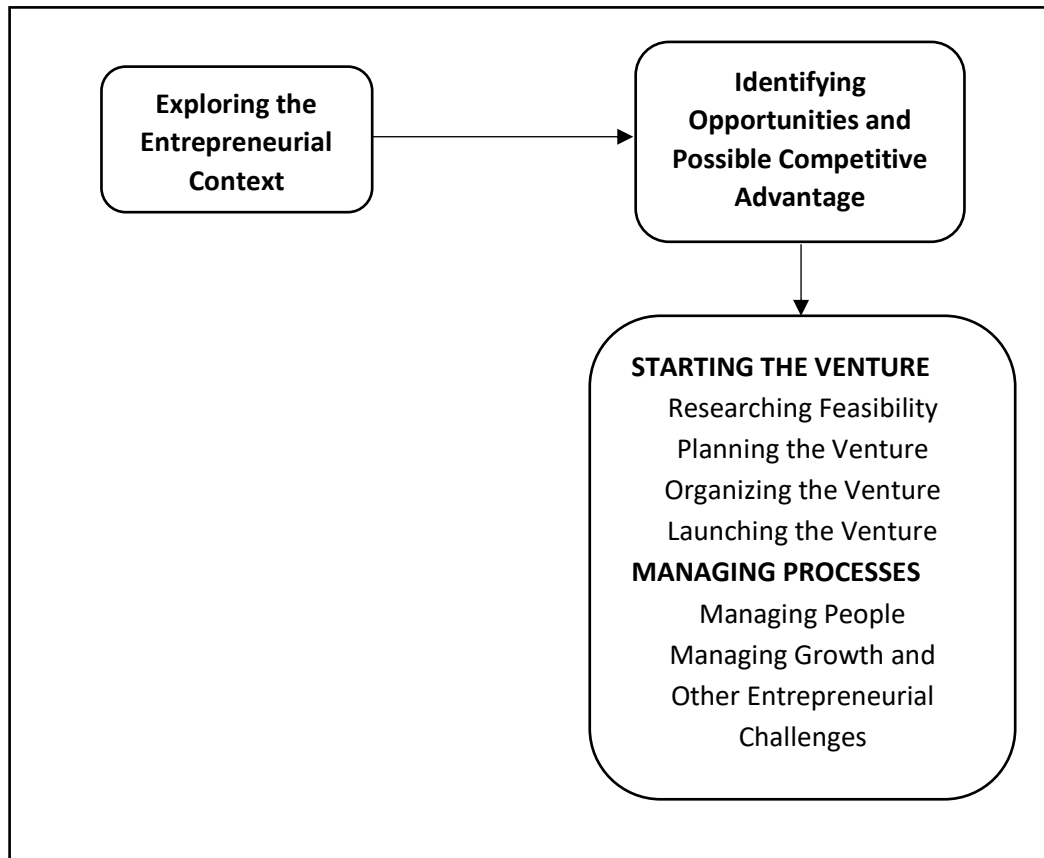 Exploring the
Entrepreneurial
Context
Identifying
Opportunities and
Possible Competitive
Advantage
STARTING THE VENTURE
Researching Feasibility
Planning the Venture
Organizing the Venture
Launching the Venture
MANAGING PROCESSES
Managing People
Managing Growth and
Other Entrepreneurial
Challenges